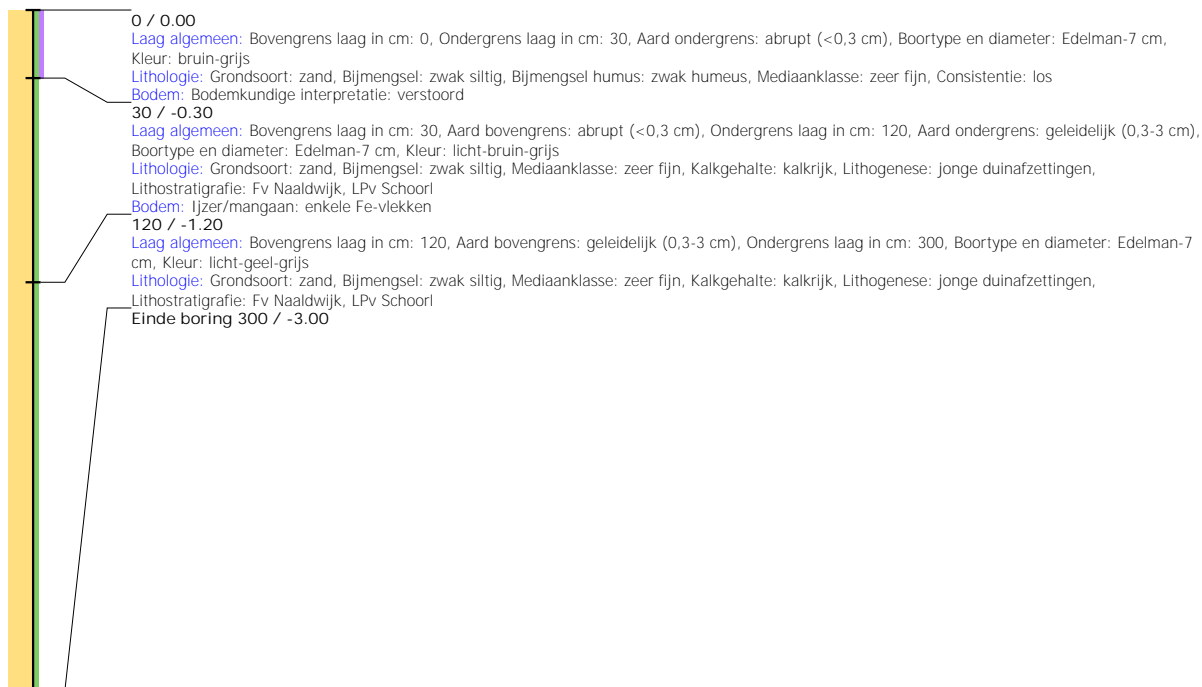 0 / 0.00
Laag algemeen: Bovengrens laag in cm: 0, Ondergrens laag in cm: 30, Aard ondergrens: abrupt (<0,3 cm), Boortype en diameter: Edelman-7 cm,
Kleur: bruin-grijs
Lithologie: Grondsoort: zand, Bijmengsel: zwak siltig, Bijmengsel humus: zwak humeus, Mediaanklasse: zeer fijn, Consistentie: los
Bodem: Bodemkundige interpretatie: verstoord
30 / -0.30
Laag algemeen: Bovengrens laag in cm: 30, Aard bovengrens: abrupt (<0,3 cm), Ondergrens laag in cm: 120, Aard ondergrens: geleidelijk (0,3-3 cm),
Boortype en diameter: Edelman-7 cm, Kleur: licht-bruin-grijs
Lithologie: Grondsoort: zand, Bijmengsel: zwak siltig, Mediaanklasse: zeer fijn, Kalkgehalte: kalkrijk, Lithogenese: jonge duinafzettingen,
Lithostratigrafie: Fv Naaldwijk, LPv Schoorl
Bodem: Ijzer/mangaan: enkele Fe-vlekken
120 / -1.20
Laag algemeen: Bovengrens laag in cm: 120, Aard bovengrens: geleidelijk (0,3-3 cm), Ondergrens laag in cm: 300, Boortype en diameter: Edelman-7
cm, Kleur: licht-geel-grijs
Lithologie: Grondsoort: zand, Bijmengsel: zwak siltig, Mediaanklasse: zeer fijn, Kalkgehalte: kalkrijk, Lithogenese: jonge duinafzettingen,
Lithostratigrafie: Fv Naaldwijk, LPv Schoorl
Einde boring 300 / -3.00